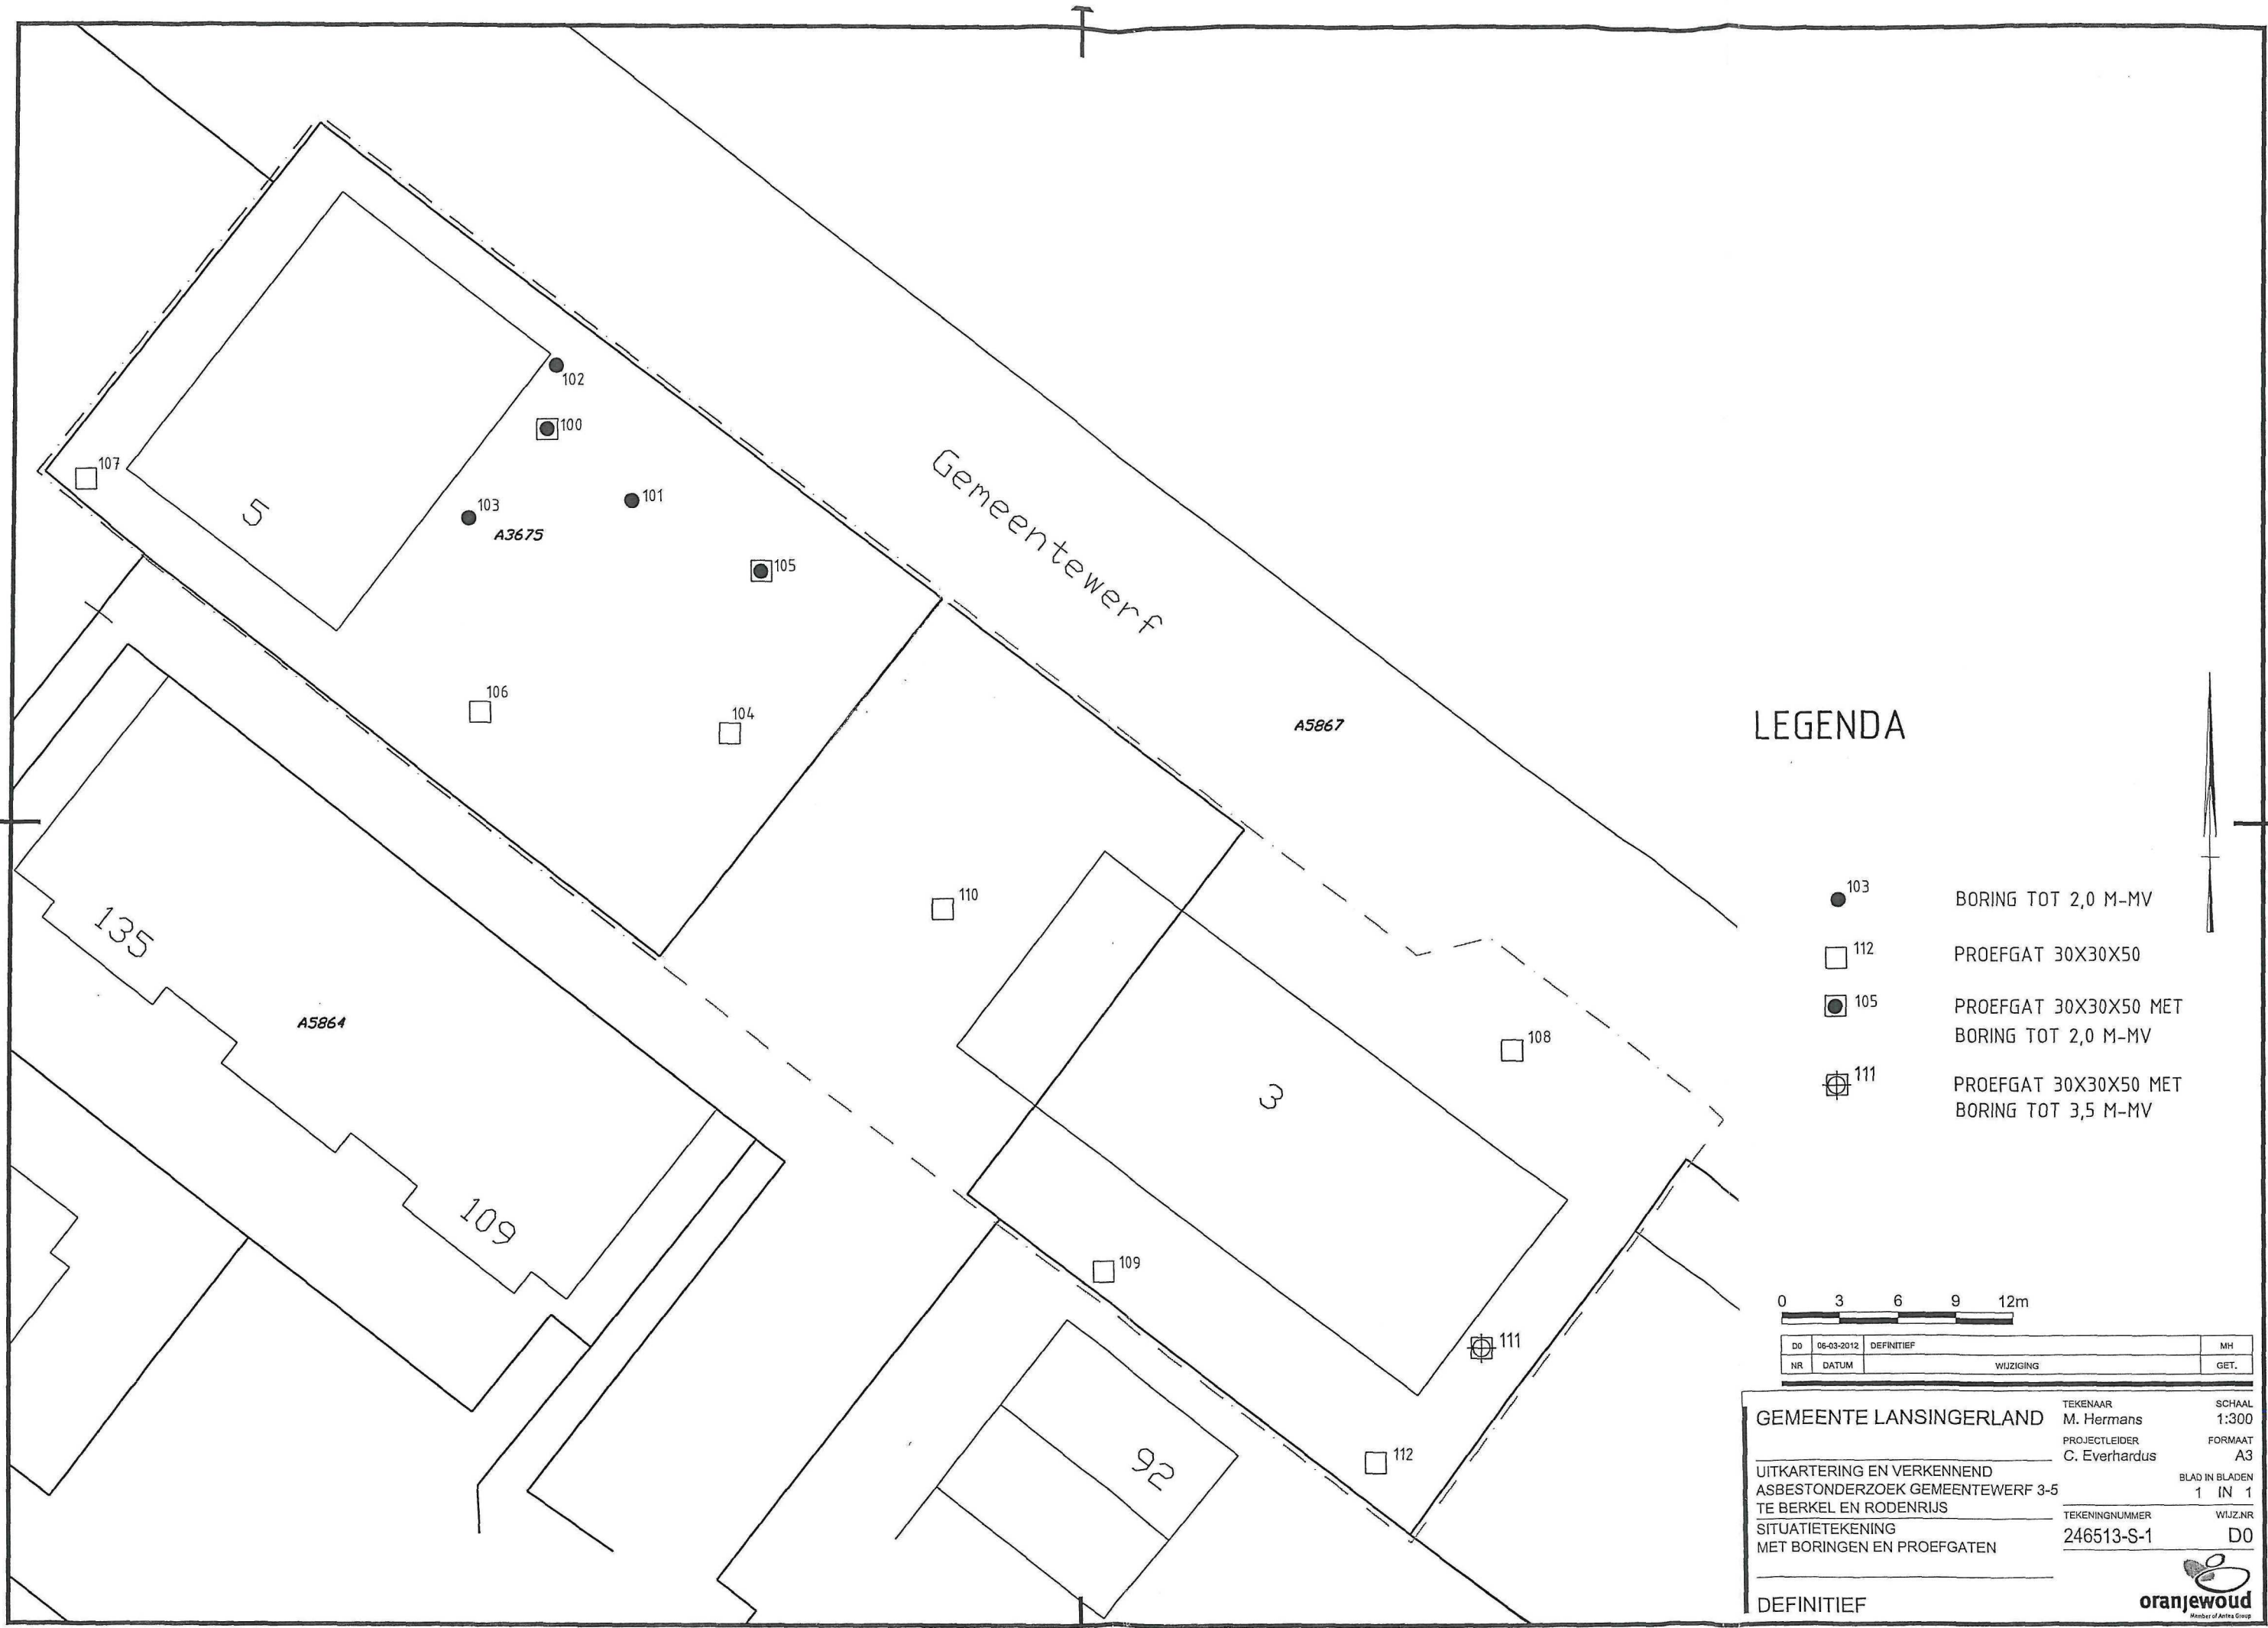 102
100
107
5
103
101
A3675
105
Gemeentewerf
106
104
A5867
110
135
A5864
109
3
108
109
111
92
112
LEGENDA
103 BORING TOT 2,0 M-MV
112 PROEFGAT 30X30X50
105 PROEFGAT 30X30X50 MET
BORING TOT 2,0 M-MV
111 PROEFGAT 30X30X50 MET
BORING TOT 3,5 M-MV
0 3 6 9 12m
D0 06-03-2012 DEFINITIEF MH
NR DATUM WIJZIGING GET.
GEMEENTE LANSINGERLAND
TEKENAAR SCHAAL
M. Hermans 1:300
PROJECTLEIDER FORMAAT
C. Everhardus A3
UITKARTERING EN VERKENNEND
ASBESTONDERZOEK GEMEENTEWERF 3-5
TE BERKEL EN RODENRIJS
BLAD IN BLADEN
1 IN 1
SITUATIETEKENING
MET BORINGEN EN PROEFGATEN
TEKENINGNUMMER WIJZ.NR
246513-S-1 D0
DEFINITIEF
oranjewoud
Member of Antea Group